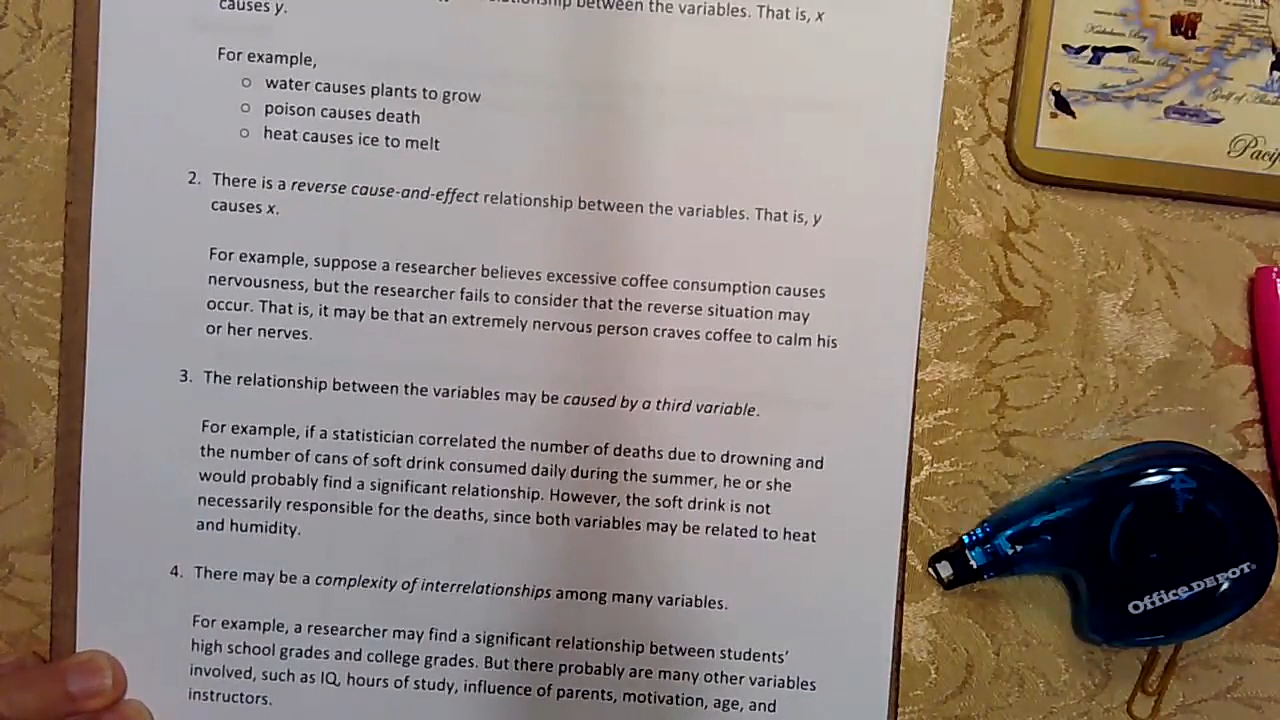 relationship between the variables. That is, x
causes y.
For example,
o water causes plants to grow
o poison causes death
o heat causes ice to melt
2. There is a reverse cause-and-effect relationship between the variables. That is, y
causes x.
For example, suppose a researcher believes excessive coffee consumption causes
nervousness, but the researcher fails to consider that the reverse situation may
occur. That is, it may be that an extremely nervous person craves coffee to calm his
or her nerves.
3. The relationship between the variables may be caused by a third variable.
For example, if a statistician correlated the number of deaths due to drowning and
the number of cans of soft drink consumed daily during the summer, he or she
would probably find a significant relationship. However, the soft drink is not
necessarily responsible for the deaths, since both variables may be related to heat
and humidity.
4. There may be a complexity of interrelationships among many variables.
For example, a researcher may find a significant relationship between students'
high school grades and college grades. But there probably are many other variables
involved, such as IQ, hours of study, influence of parents, motivation, age, and
instructors.
Gulf of
Pacif
Office DEPOT.